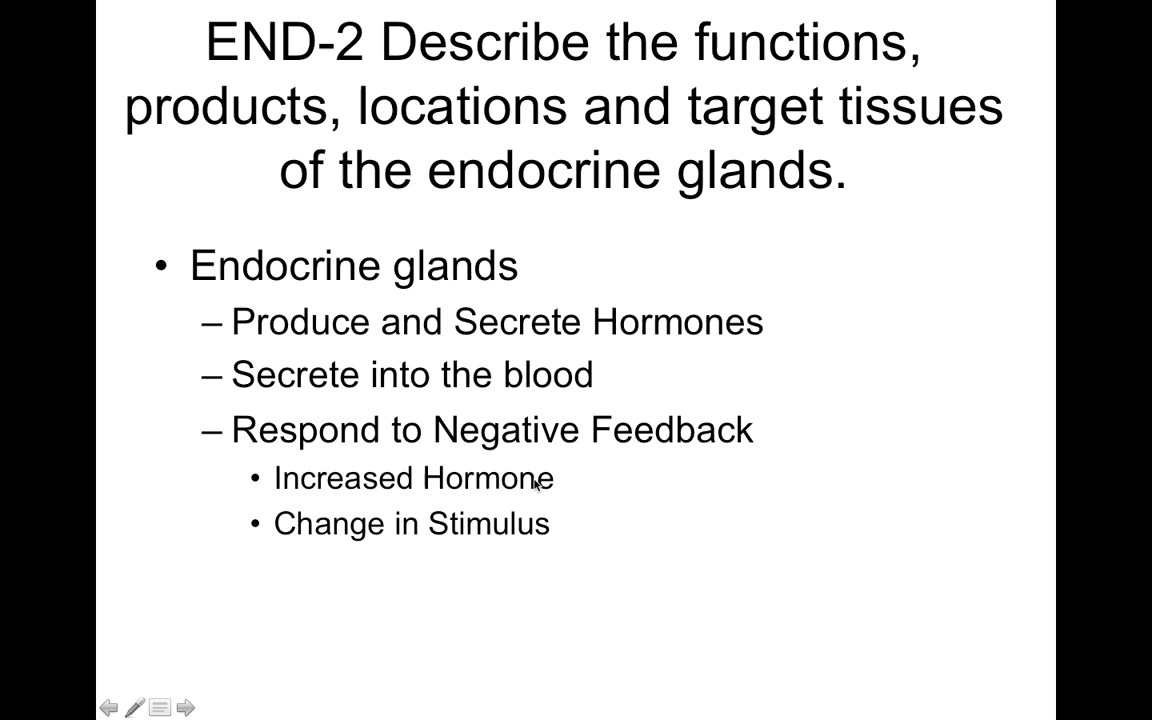 END-2 Describe the functions,
products, locations and target tissues
of the endocrine glands.
• Endocrine glands
– Produce and Secrete Hormones
– Secrete into the blood
– Respond to Negative Feedback
• Increased Hormone
• Change in Stimulus